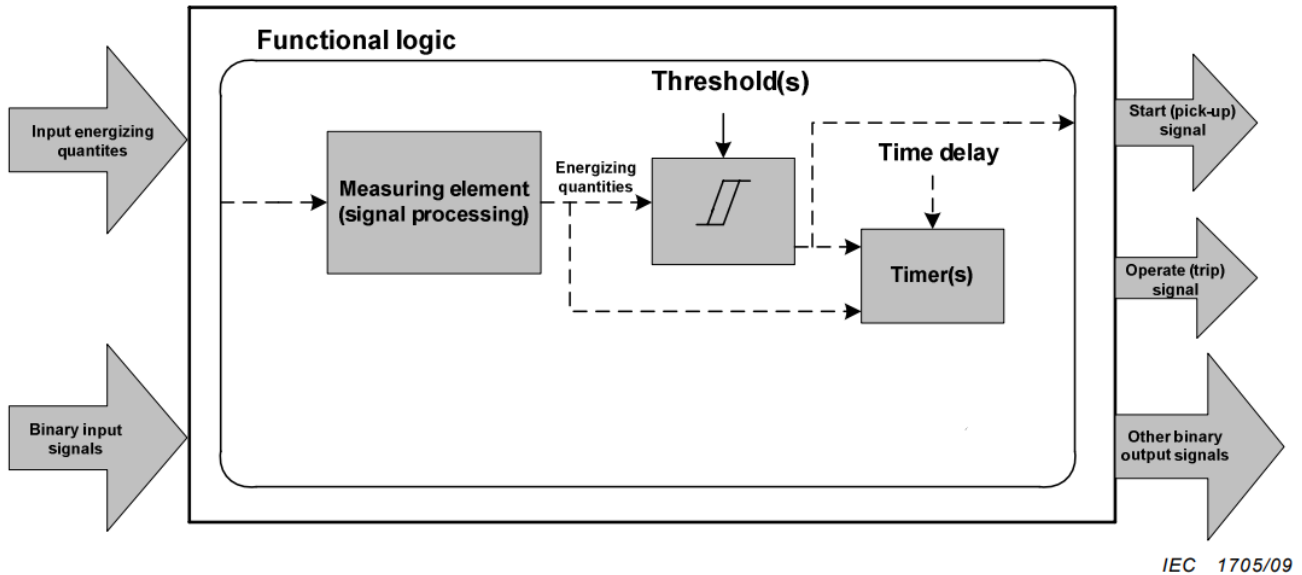 Functional logic
Threshold(s)
Input energizing
quantites
Start (pick-up)
signal
Measuring element
(signal processing)
Energizing
quantities
Time delay
Timer(s)
Operate (trip)
signal
Binary input
signals
Other binary
output signals
IEC 1705/09